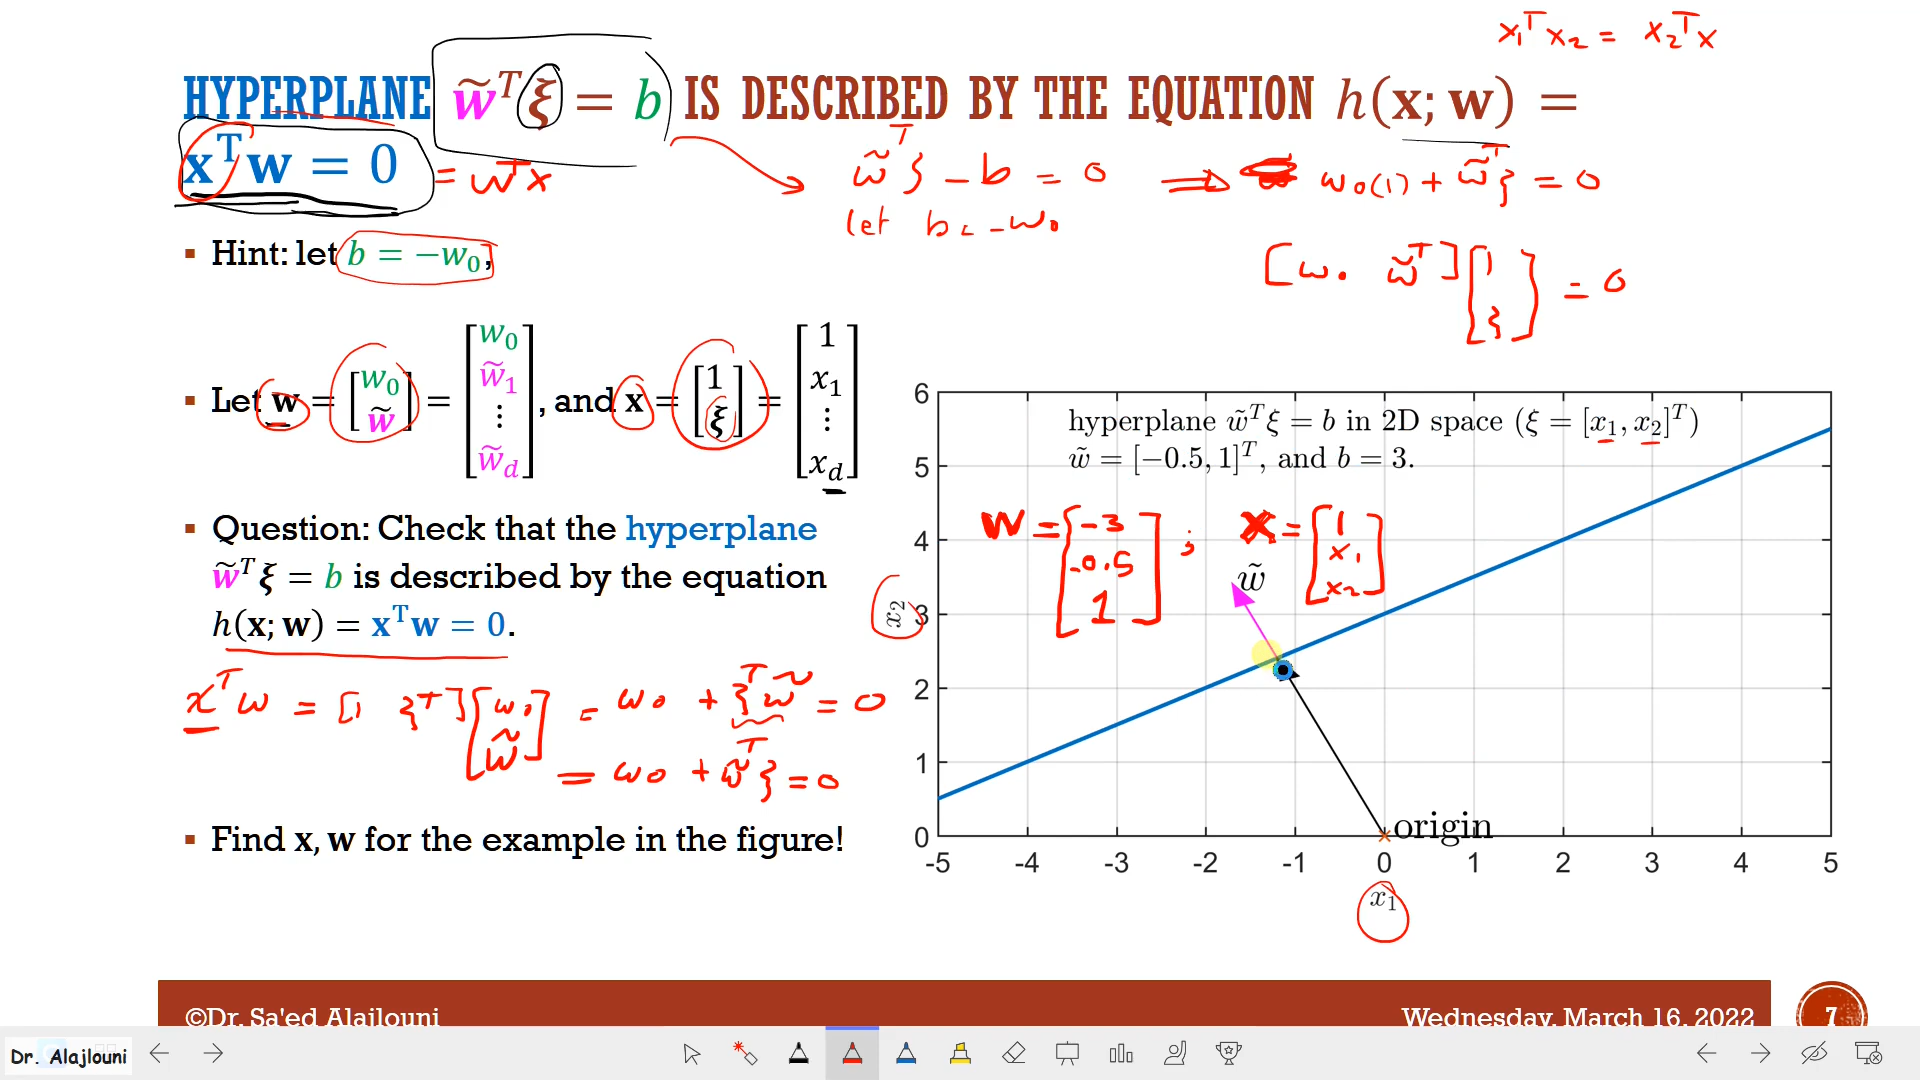 x₁ᵀx₂ = x₂ᵀx
HYPERPLANE w̃ᵀξ = b IS DESCRIBED BY THE EQUATION h(x; w) =
xᵀw = 0 = wᵀx
w̃ᵀξ − b = 0 ⇒ w₀(1) + w̃ᵀξ = 0
let b = −w₀
▪ Hint: let b = −w₀,
[w₀ w̃ᵀ][1 ξ] = 0
▪ Let w = [w₀ w̃] = [w₀ w̃₁ ⋮ w̃_d], and x = [1 ξ] = [1 x₁ ⋮ x_d]
▪ Question: Check that the hyperplane
w̃ᵀξ = b is described by the equation
h(x; w) = xᵀw = 0.
xᵀw = [1 ξᵀ][w₀ w̃] = w₀ + ξᵀw̃ = 0
= w₀ + w̃ᵀξ = 0
▪ Find x, w for the example in the figure!
hyperplane w̃ᵀξ = b in 2D space (ξ = [x₁, x₂]ᵀ)
w̃ = [−0.5, 1]ᵀ, and b = 3.
w = [−3 −0.5 1] ; x = [1 x₁ x₂]
w̃
origin
6
5
4
3
2
1
0
x₂
-5 -4 -3 -2 -1 0 1 2 3 4 5
x₁
©Dr. Sa'ed Alajlouni Wednesday, March 16, 2022 7
Dr. Alajlouni